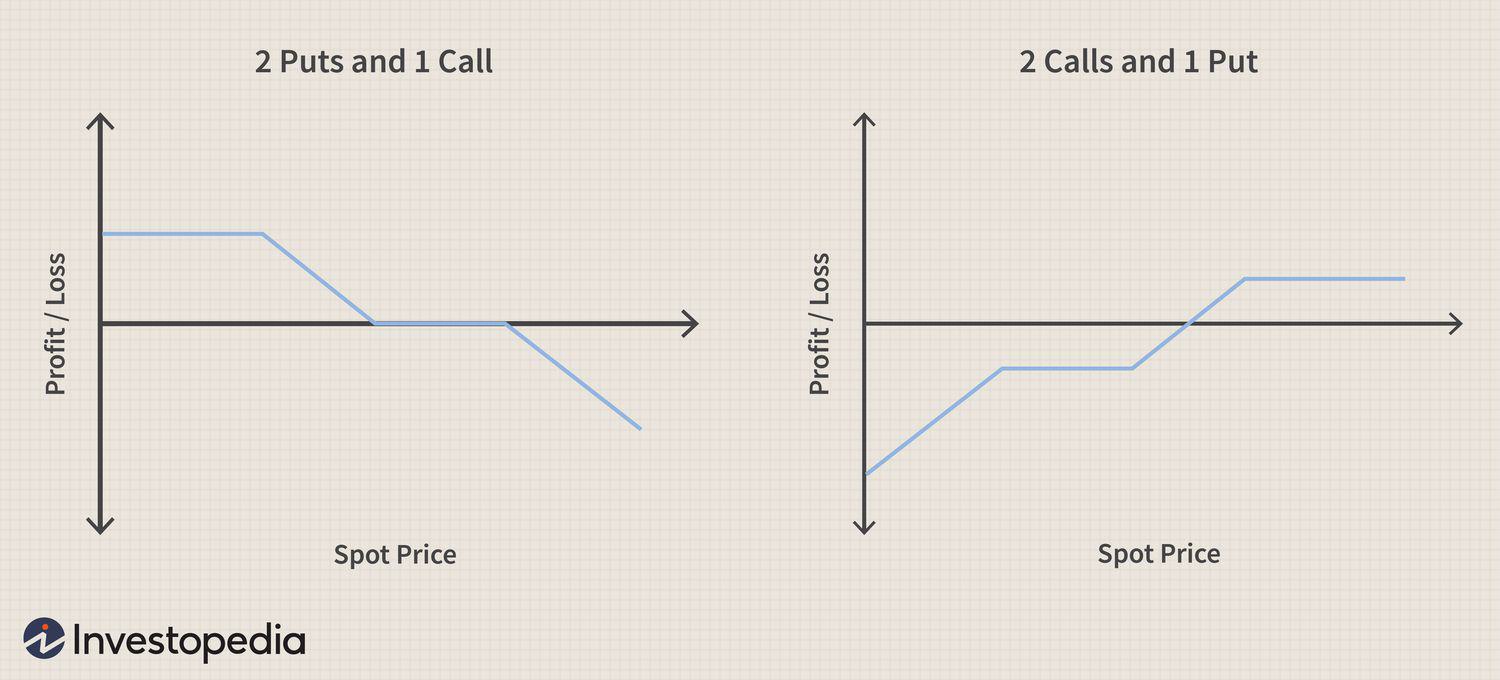 2 Puts and 1 Call
Profit / Loss
Spot Price
2 Calls and 1 Put
Profit / Loss
Spot Price
Investopedia